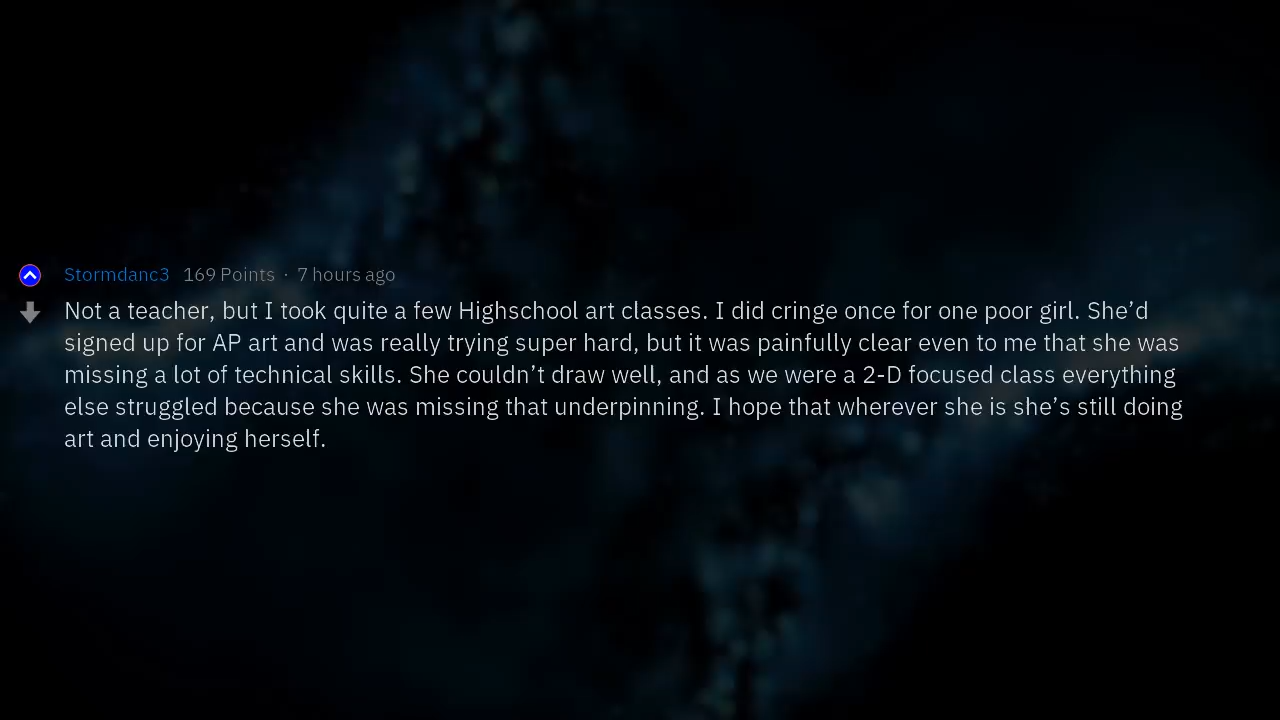 Stormdanc3 169 Points · 7 hours ago
Not a teacher, but I took quite a few Highschool art classes. I did cringe once for one poor girl. She’d
signed up for AP art and was really trying super hard, but it was painfully clear even to me that she was
missing a lot of technical skills. She couldn’t draw well, and as we were a 2-D focused class everything
else struggled because she was missing that underpinning. I hope that wherever she is she’s still doing
art and enjoying herself.